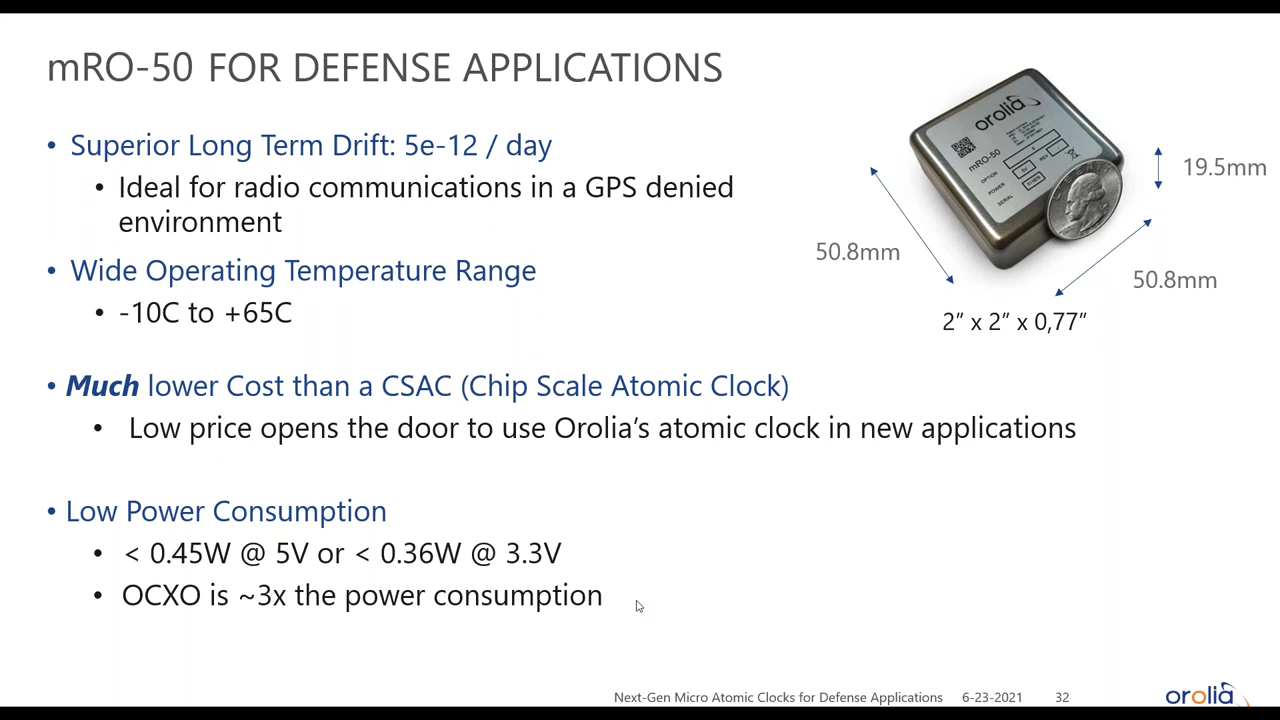 mRO-50 FOR DEFENSE APPLICATIONS
• Superior Long Term Drift: 5e-12 / day
• Ideal for radio communications in a GPS denied
environment
• Wide Operating Temperature Range
• -10C to +65C
• Much lower Cost than a CSAC (Chip Scale Atomic Clock)
• Low price opens the door to use Orolia’s atomic clock in new applications
• Low Power Consumption
• < 0.45W @ 5V or < 0.36W @ 3.3V
• OCXO is ~3x the power consumption
orolia
mRO-50
OPTION
POWER
SERIAL
REV
19.5mm
50.8mm
50.8mm
2” x 2” x 0,77”
Next-Gen Micro Atomic Clocks for Defense Applications 6-23-2021 32
orolia